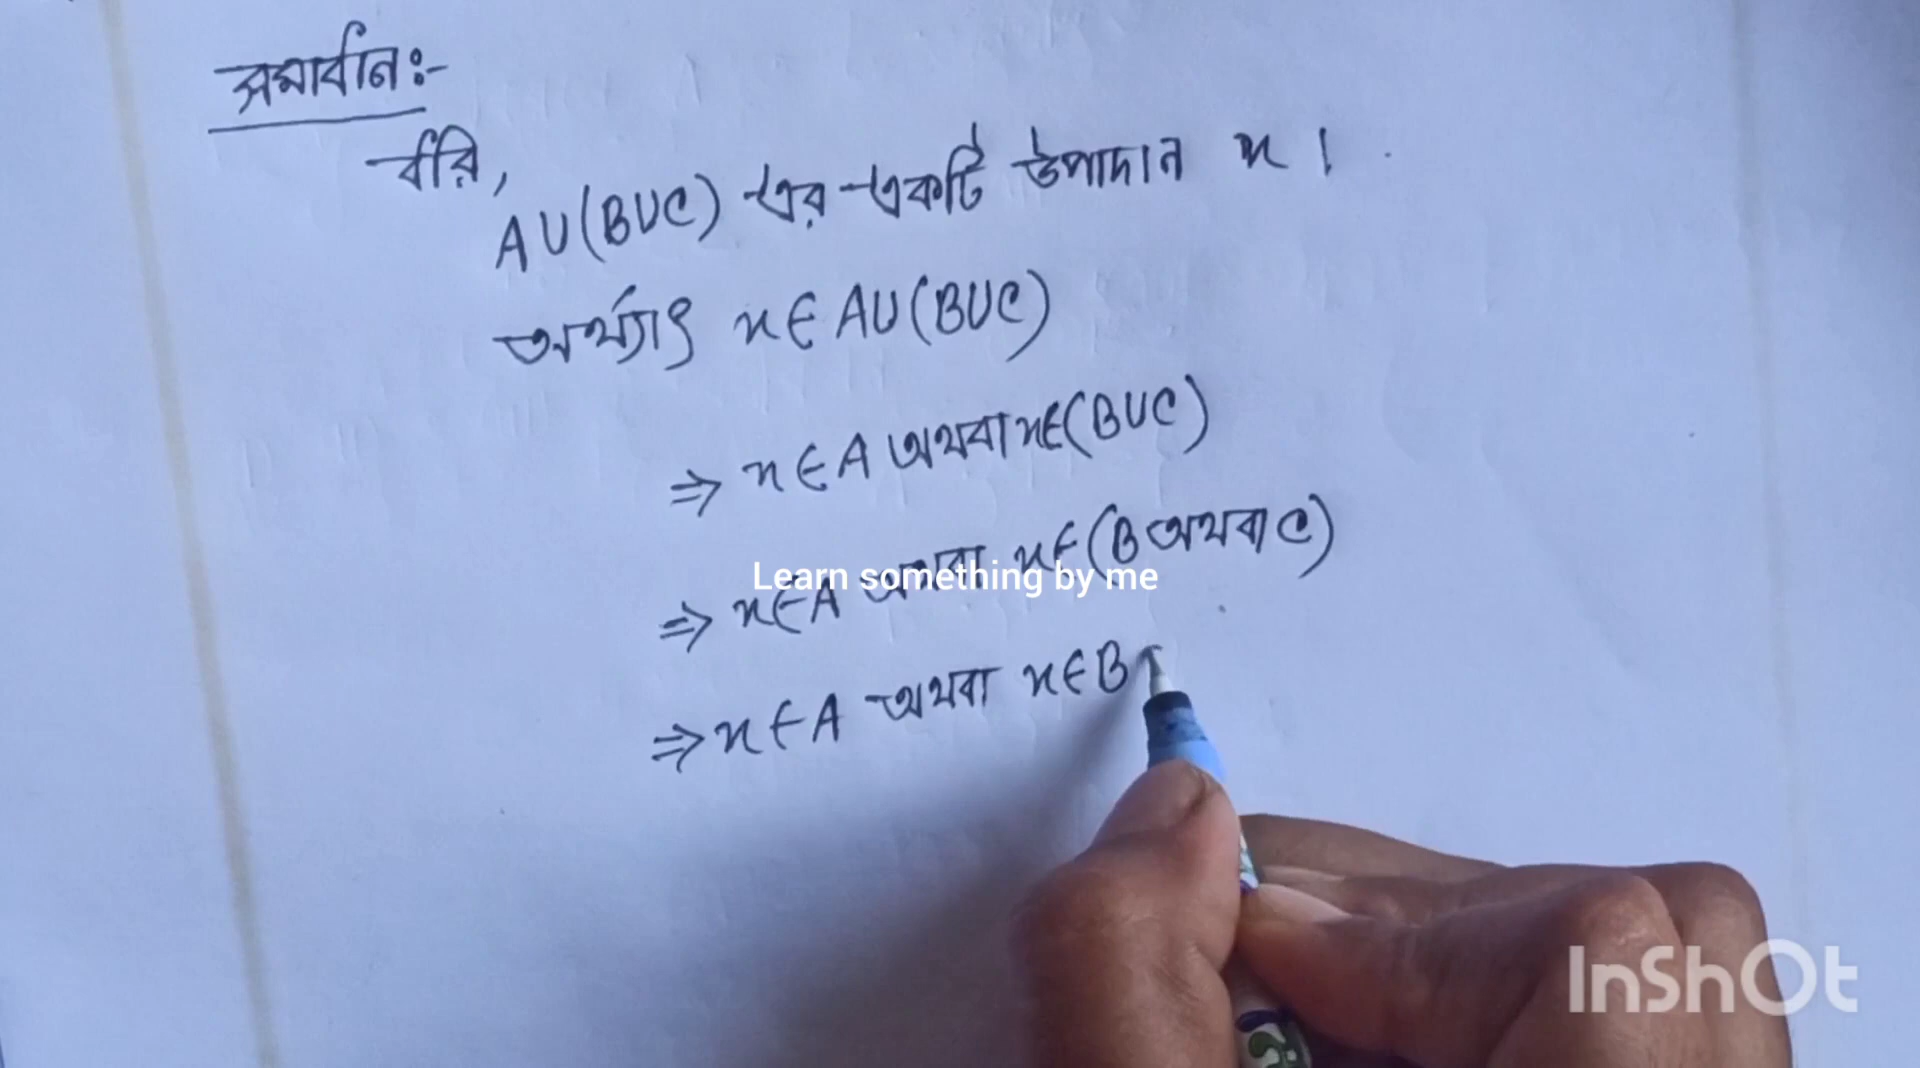 সমাধান ঃ-
ধরি,
A∪(B∪C) এর একটি উপাদান x ।
অর্থ্যাৎ x∈A∪(B∪C)
⇒ x∈A অথবা x∈(B∪C)
⇒ x∈A অথবা x∈(B অথবা C)
Learn something by me
⇒ x∈A অথবা x∈B
InShOt